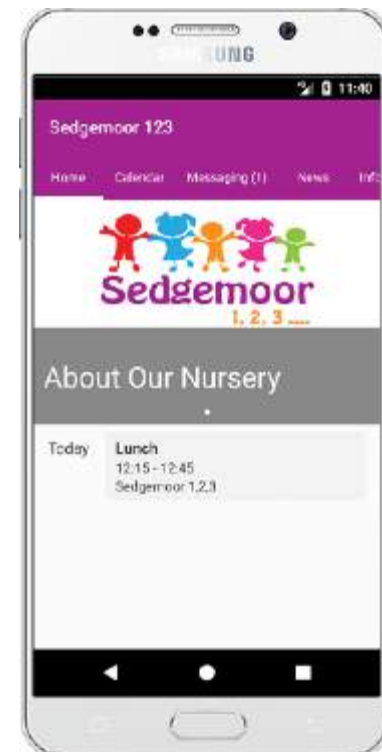 SAMSUNG
11:40
Sedgemoor 123
Home Calendar Messaging (1) News Info
Sedgemoor
1, 2, 3 .....
About Our Nursery
Today Lunch
12:15 - 12:45
Sedgemoor 1,2,3